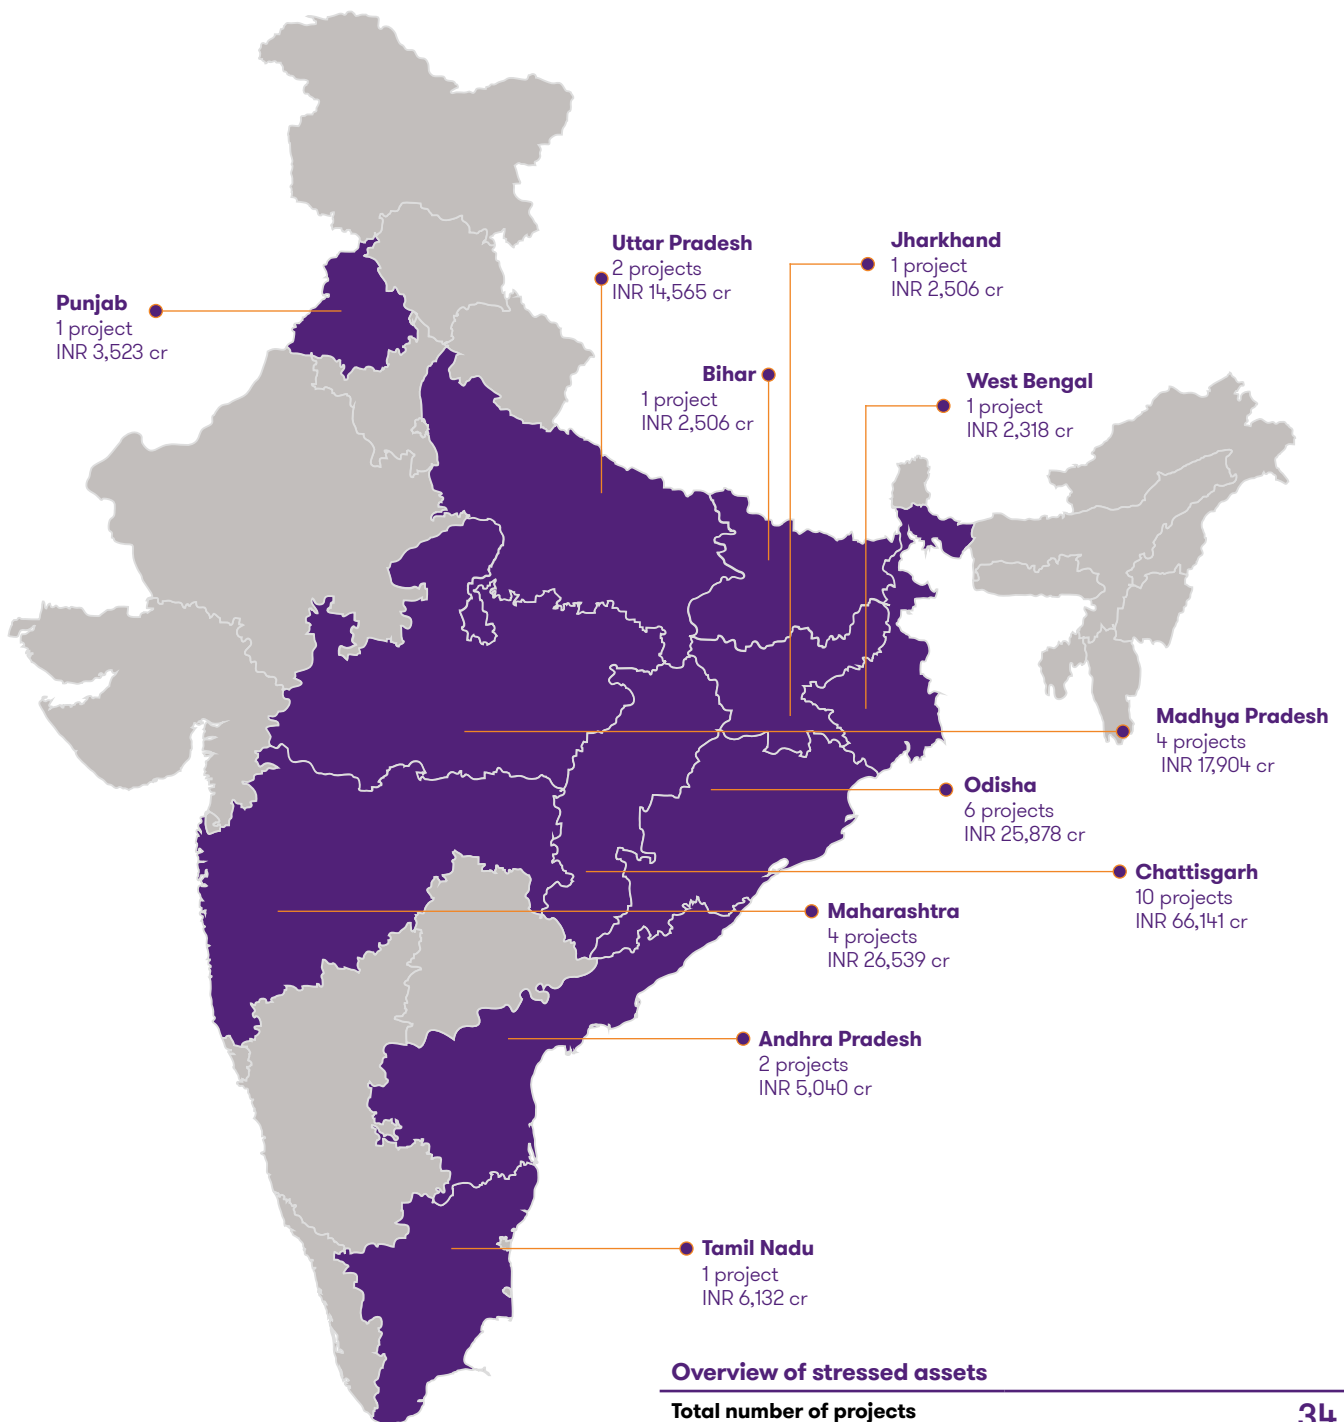 Uttar Pradesh
2 projects
INR 14,565 cr
Jharkhand
1 project
INR 2,506 cr
Punjab
1 project
INR 3,523 cr
Bihar
1 project
INR 2,506 cr
West Bengal
1 project
INR 2,318 cr
Madhya Pradesh
4 projects
INR 17,904 cr
Odisha
6 projects
INR 25,878 cr
Chattisgarh
10 projects
INR 66,141 cr
Maharashtra
4 projects
INR 26,539 cr
Andhra Pradesh
2 projects
INR 5,040 cr
Tamil Nadu
1 project
INR 6,132 cr
Overview of stressed assets
Total number of projects 34